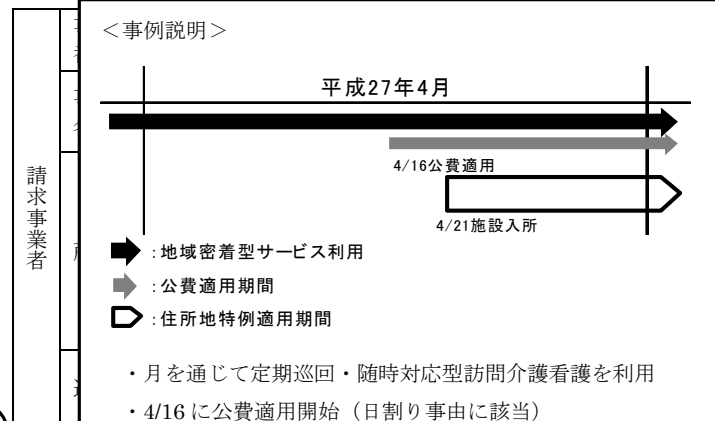 <事例説明>
平成27年4月
4/16公費適用
4/21施設入所
:地域密着型サービス利用
:公費適用期間
:住所地特例適用期間
・月を通じて定期巡回・随時対応型訪問介護看護を利用
・4/16 に公費適用開始（日割り事由に該当）
請求事業者